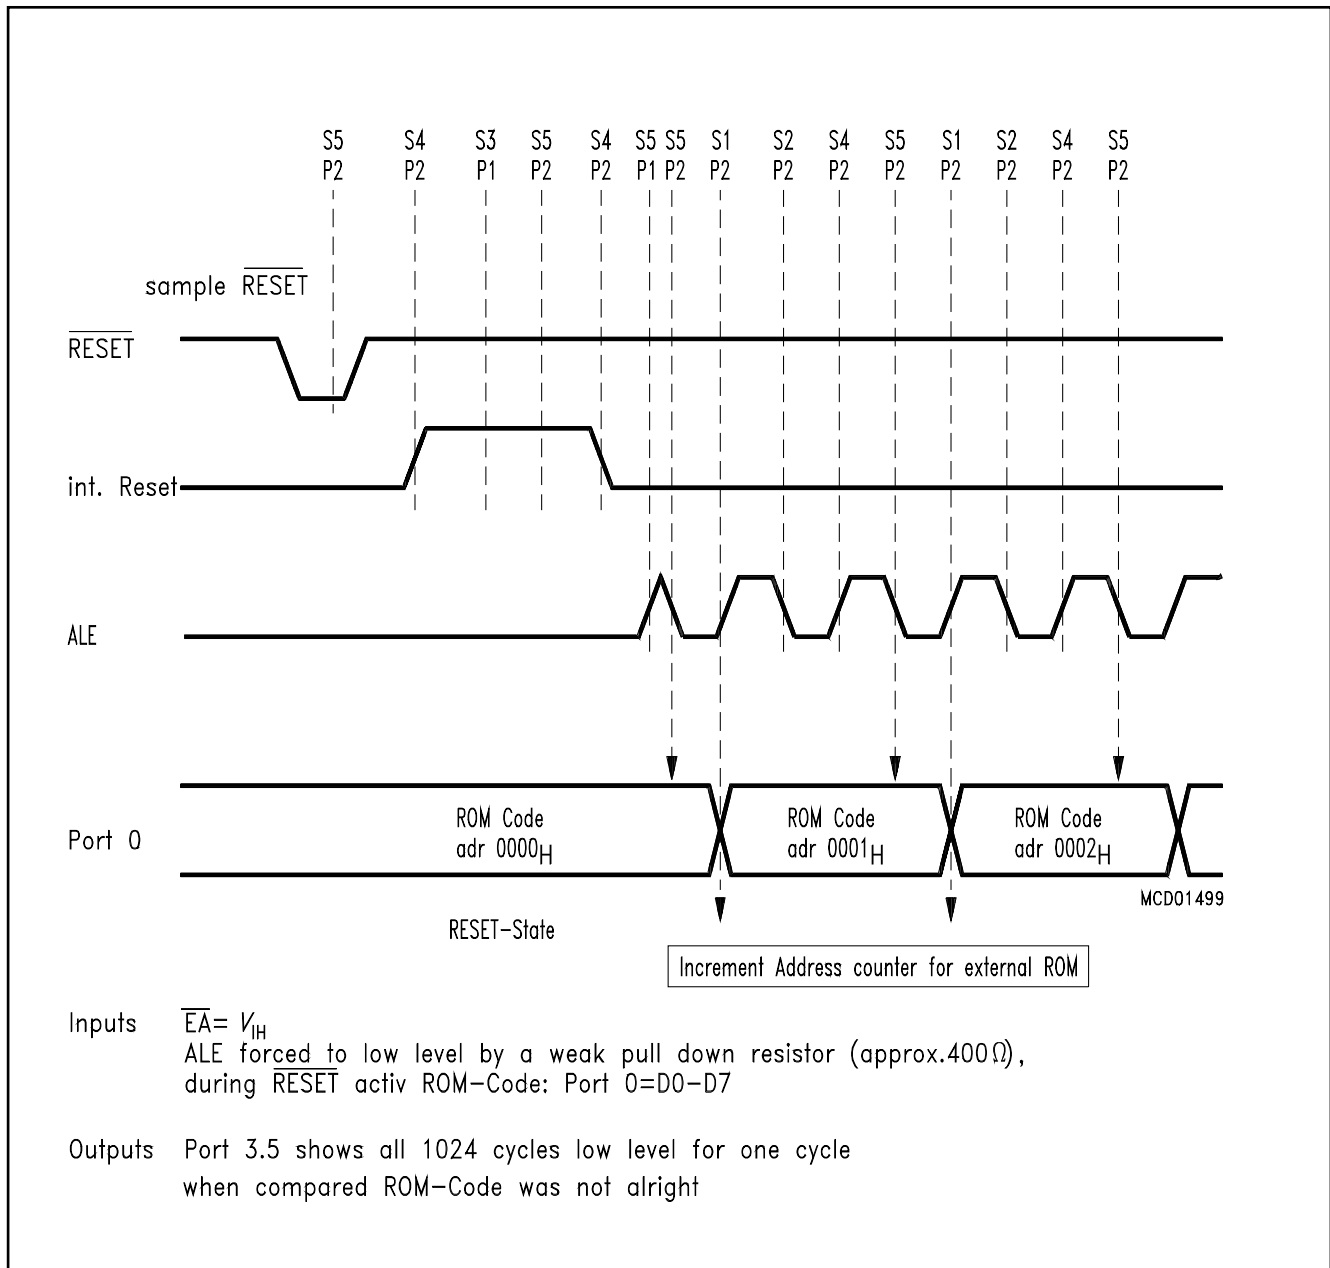 S5 S4 S3 S5 S4 S5 S5 S1 S2 S4 S5 S1 S2 S4 S5
P2 P2 P1 P2 P2 P1 P2 P2 P2 P2 P2 P2 P2 P2 P2
sample RESET
RESET
int. Reset
ALE
Port 0
ROM Code
adr 0000H
ROM Code
adr 0001H
ROM Code
adr 0002H
MCD01499
RESET-State
Increment Address counter for external ROM
Inputs EA= VIH
ALE forced to low level by a weak pull down resistor (approx.400Ω),
during RESET activ ROM-Code: Port 0=D0-D7
Outputs Port 3.5 shows all 1024 cycles low level for one cycle
when compared ROM-Code was not alright